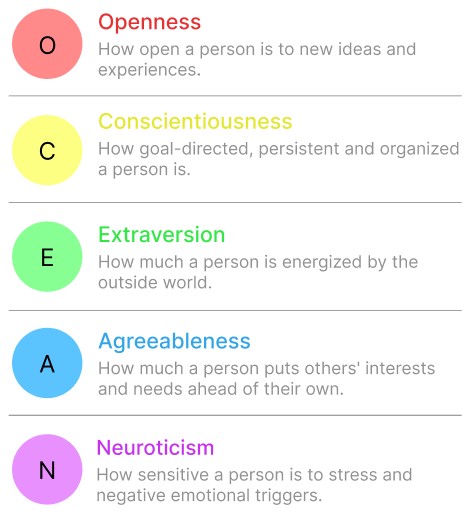 O
Openness
How open a person is to new ideas and
experiences.
C
Conscientiousness
How goal-directed, persistent and organized
a person is.
E
Extraversion
How much a person is energized by the
outside world.
A
Agreeableness
How much a person puts others' interests
and needs ahead of their own.
N
Neuroticism
How sensitive a person is to stress and
negative emotional triggers.